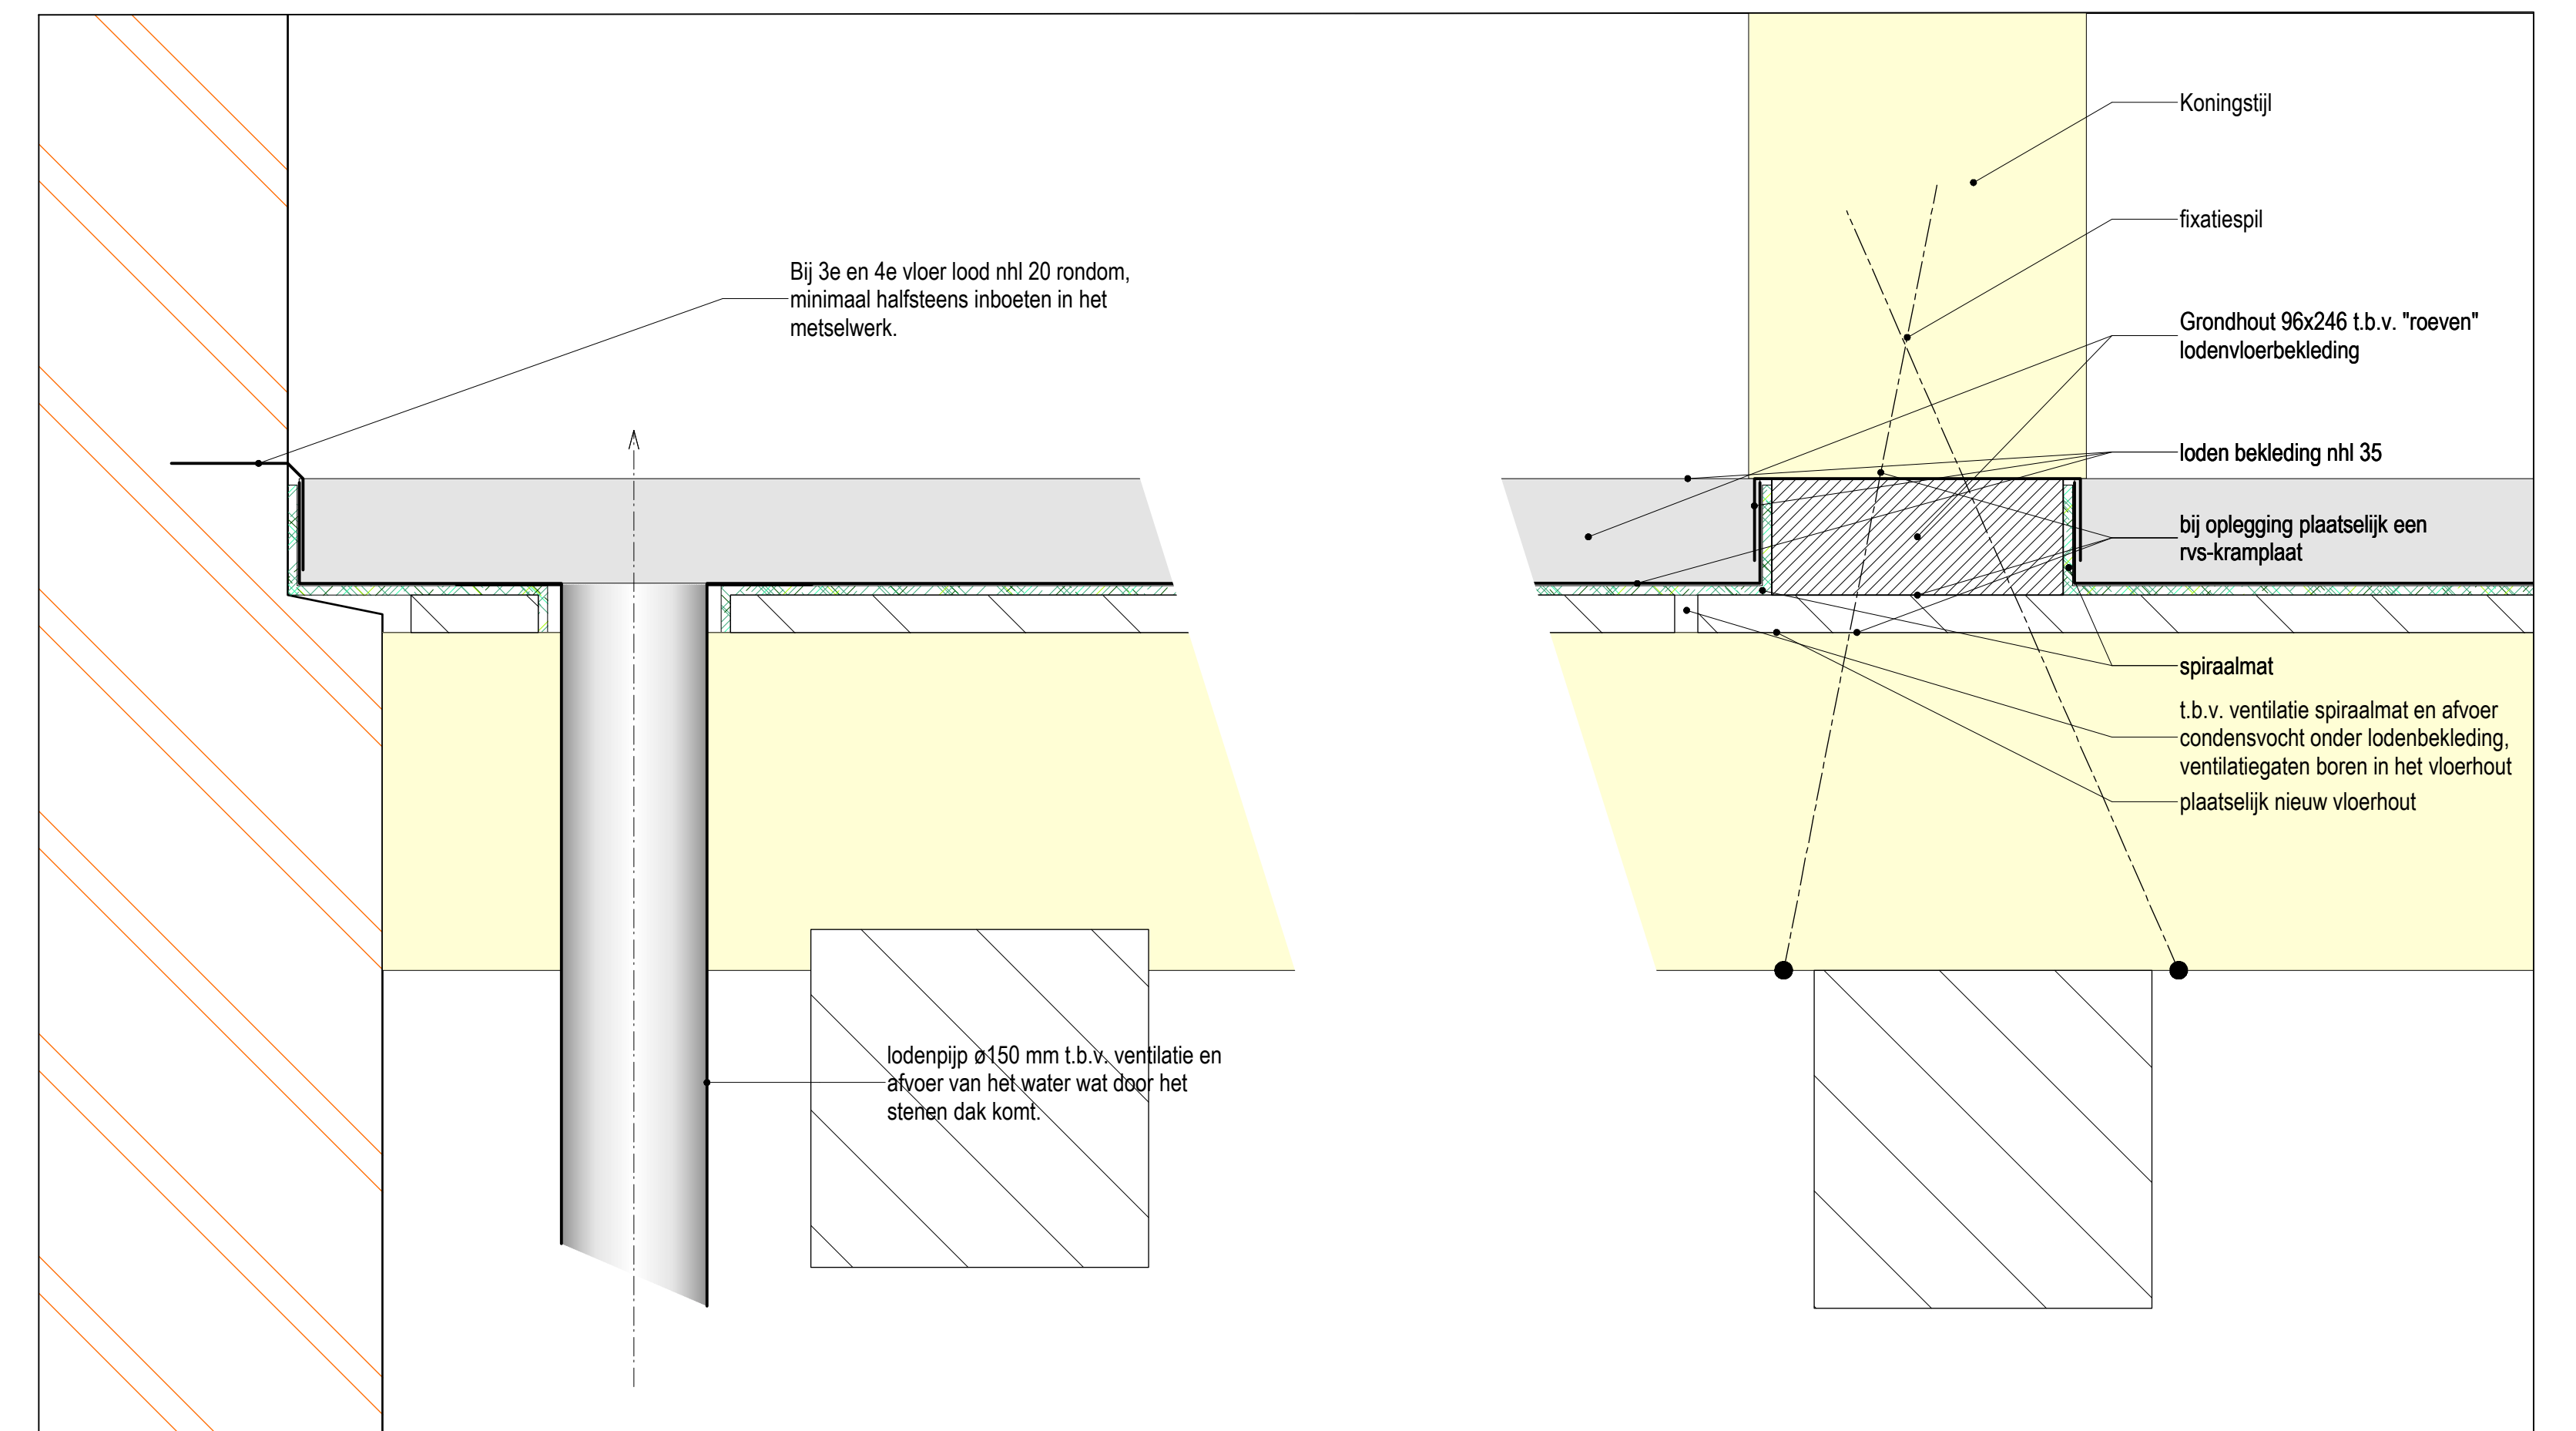 Koningstijl
fixatiespil
Bij 3e en 4e vloer lood nhl 20 rondom,
minimaal halfsteens inboeten in het
metselwerk.
Grondhout 96x246 t.b.v. "roeven"
lodenvloerbekleding
loden bekleding nhl 35
bij oplegging plaatselijk een
rvs-kramplaat
spiraalmat
t.b.v. ventilatie spiraalmat en afvoer
condensvocht onder lodenbekleding,
ventilatiegaten boren in het vloerhout
plaatselijk nieuw vloerhout
lodenpijp ø150 mm t.b.v. ventilatie en
afvoer van het water wat door het
stenen dak komt.